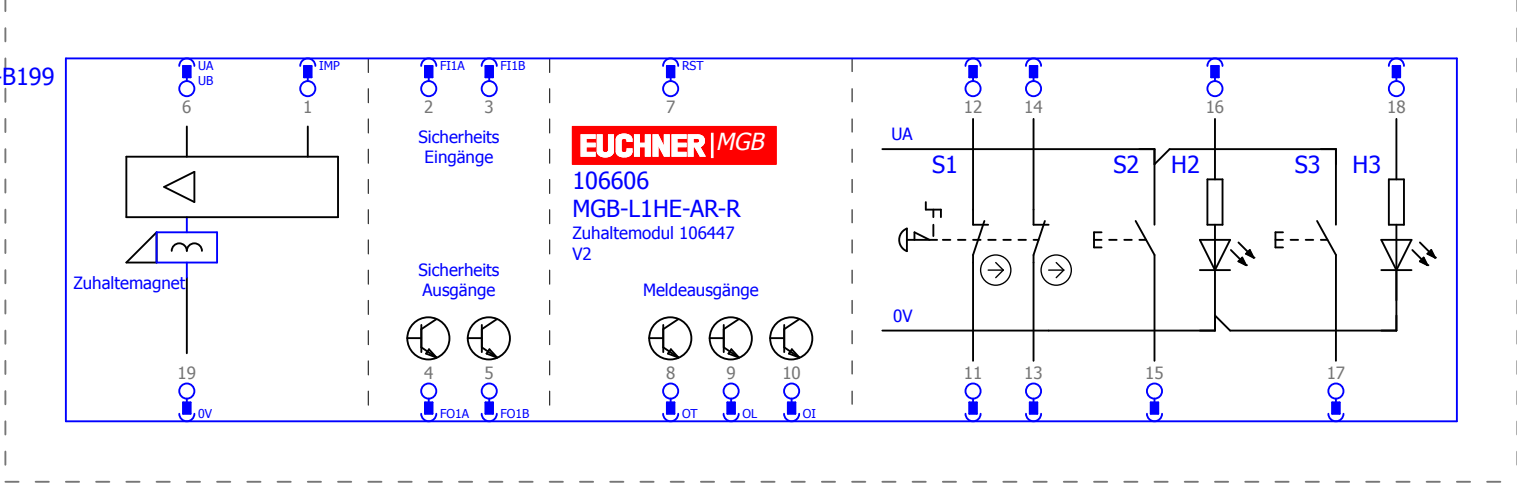 -B199
UA
UB
IMP
FI1A
FI1B
RST
6
1
2
3
7
12
14
16
18
Sicherheits
Eingänge
EUCHNER|MGB
106606
MGB-L1HE-AR-R
Zuhaltemodul 106447
V2
UA
S1
S2
H2
S3
H3
Zuhaltemagnet
Sicherheits
Ausgänge
Meldeausgänge
0V
19
4
5
8
9
10
11
13
15
17
0V
FO1A
FO1B
OT
OL
OI